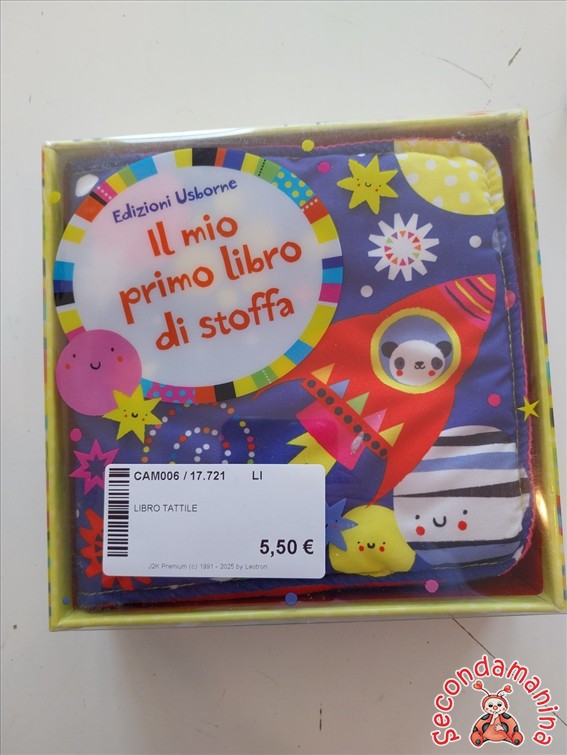 Edizioni Usborne
Il mio
primo libro
di stoffa
CAM006 / 17.721 LI
LIBRO TATTILE
5,50 €
J2K Premium (c) 1991 - 2025 by Leotron
Secondamanina